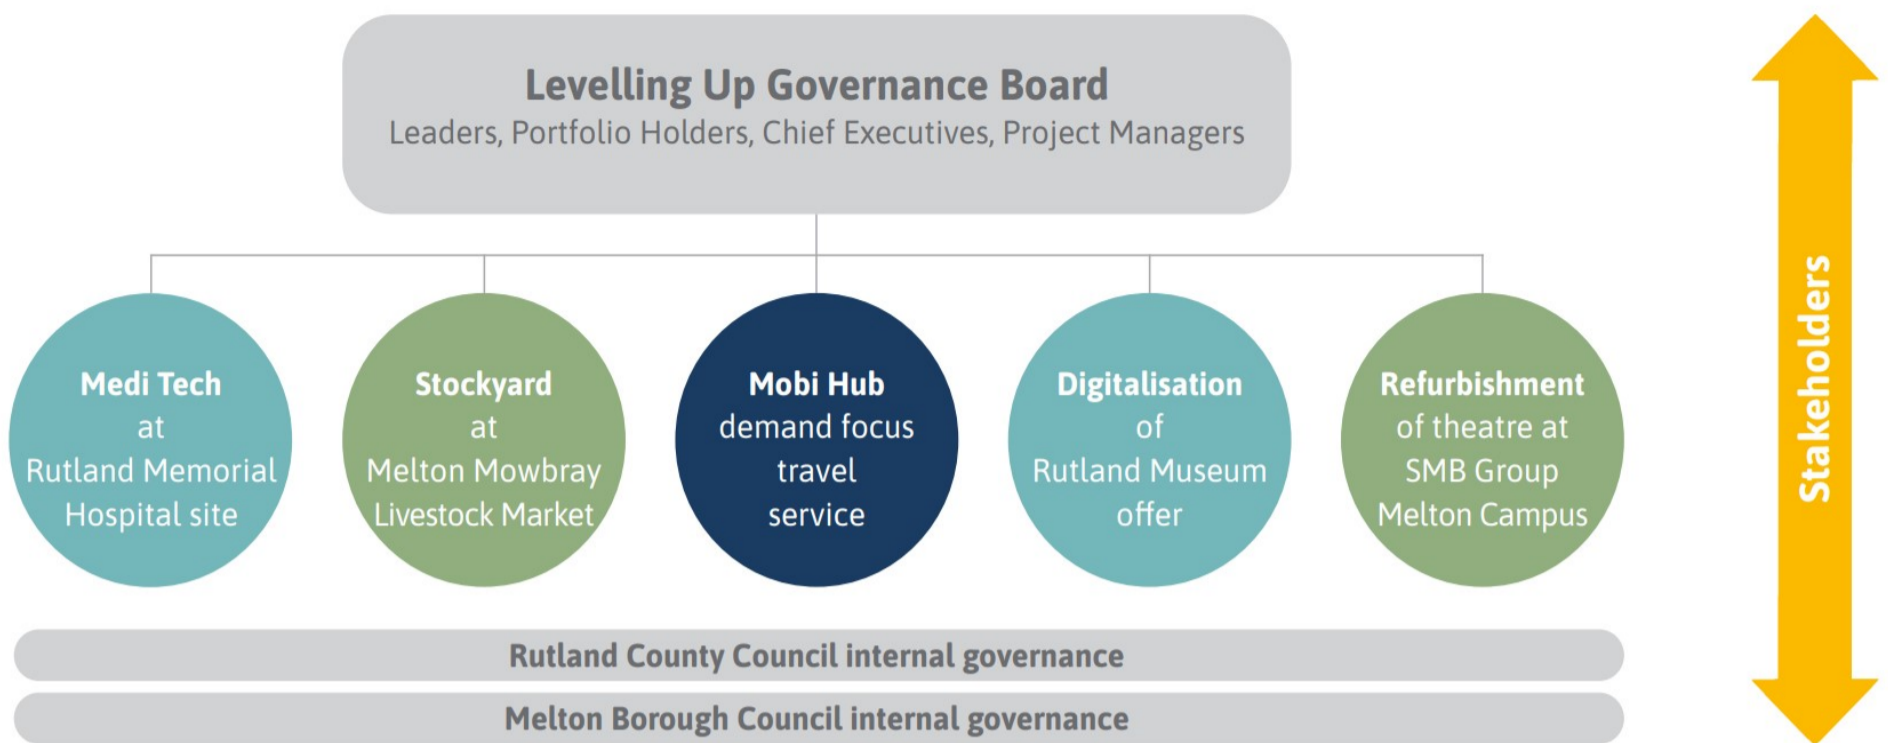 Levelling Up Governance Board
Leaders, Portfolio Holders, Chief Executives, Project Managers
Medi Tech
at
Rutland Memorial
Hospital site
Stockyard
at
Melton Mowbray
Livestock Market
Mobi Hub
demand focus
travel
service
Digitalisation
of
Rutland Museum
offer
Refurbishment
of theatre at
SMB Group
Melton Campus
Rutland County Council internal governance
Melton Borough Council internal governance
Stakeholders